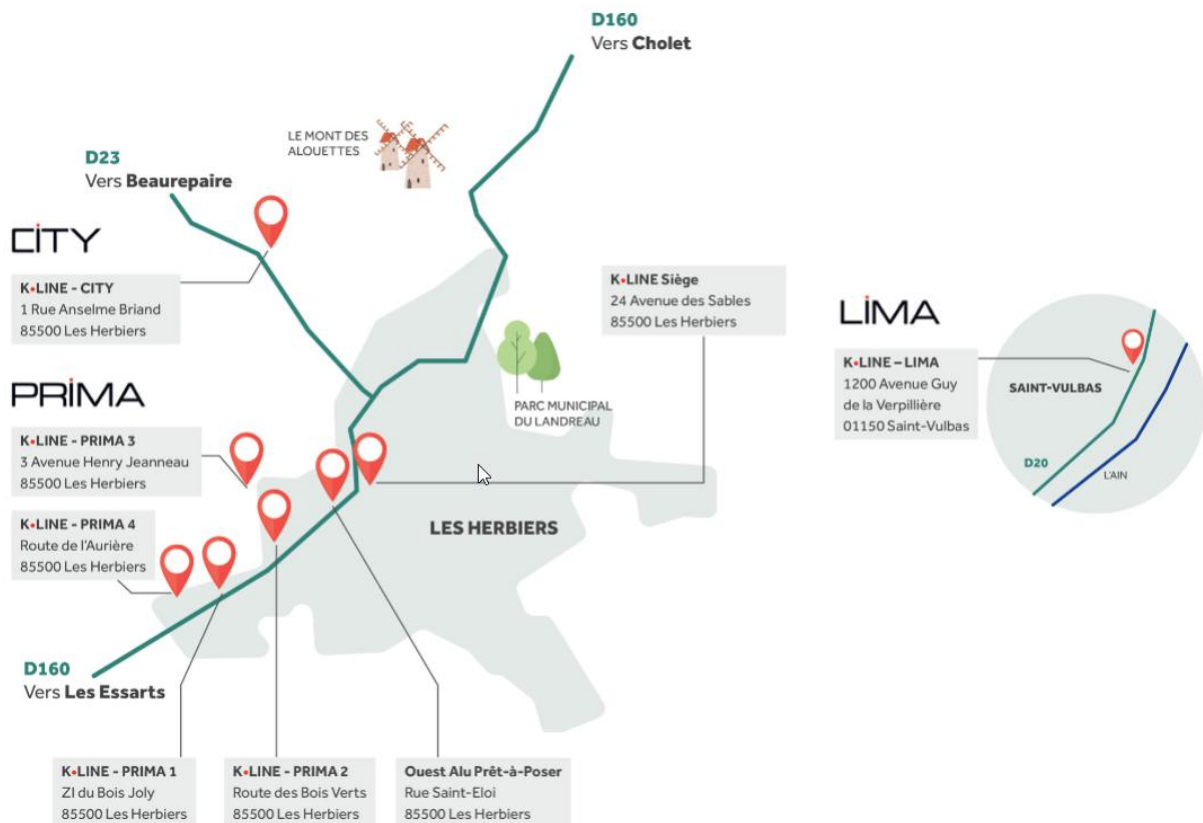 D160
Vers Cholet
LE MONT DES
ALOUETTES
D23
Vers Beaurepaire
CITY
K•LINE - CITY
1 Rue Anselme Briand
85500 Les Herbiers
K•LINE Siège
24 Avenue des Sables
85500 Les Herbiers
PARC MUNICIPAL
DU LANDREAU
PRIMA
K•LINE - PRIMA 3
3 Avenue Henry Jeanneau
85500 Les Herbiers
K•LINE - PRIMA 4
Route de l'Aurière
85500 Les Herbiers
LES HERBIERS
D160
Vers Les Essarts
K•LINE - PRIMA 1
ZI du Bois Joly
85500 Les Herbiers
K•LINE - PRIMA 2
Route des Bois Verts
85500 Les Herbiers
Ouest Alu Prêt-à-Poser
Rue Saint-Eloi
85500 Les Herbiers
LIMA
K•LINE – LIMA
1200 Avenue Guy
de la Verpillière
01150 Saint-Vulbas
SAINT-VULBAS
D20
L'AIN